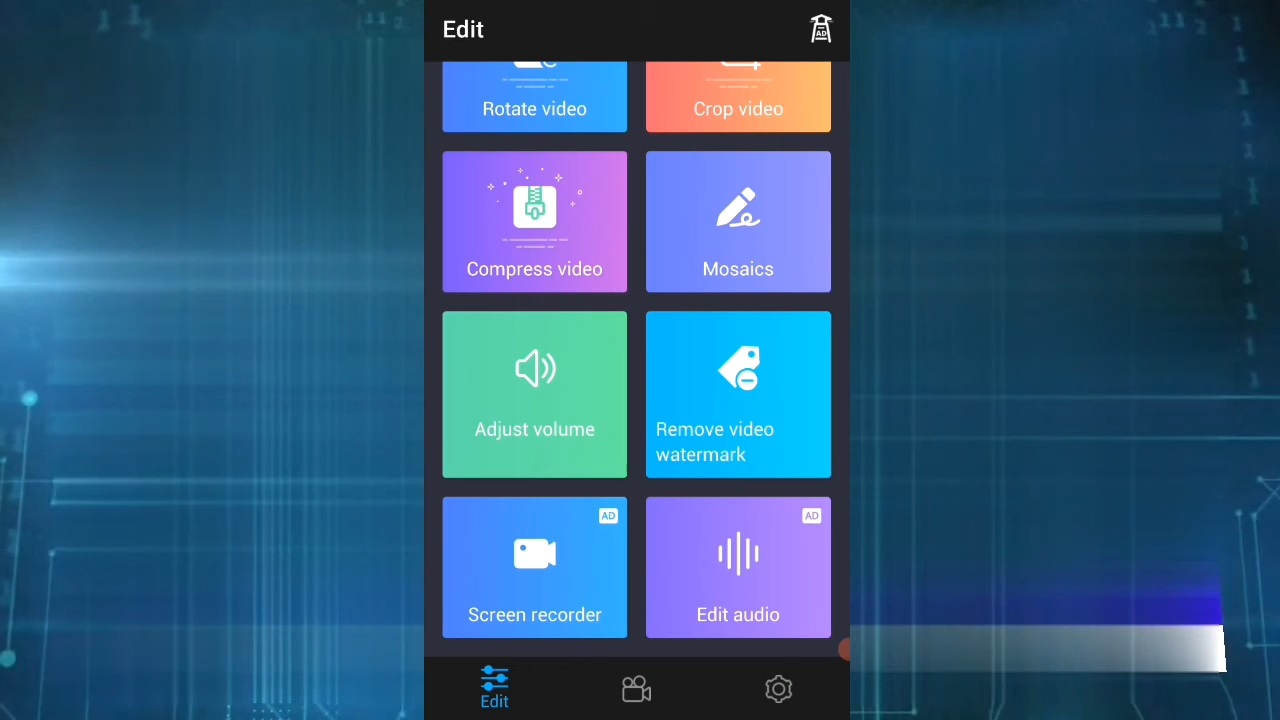 Edit
AD
Rotate video
Crop video
Compress video
Mosaics
Adjust volume
Remove video
watermark
AD
AD
Screen recorder
Edit audio
Edit